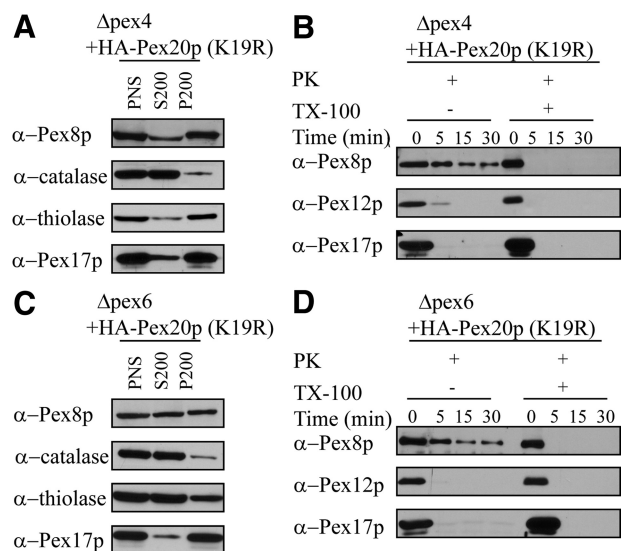 A
Δpex4
+HA-Pex20p (K19R)
PNS
S200
P200
α−Pex8p
α−catalase
α−thiolase
α−Pex17p
B
Δpex4
+HA-Pex20p (K19R)
PK + +
TX-100 - +
Time (min) 0 5 15 30 0 5 15 30
α−Pex8p
α−Pex12p
α−Pex17p
C
Δpex6
+HA-Pex20p (K19R)
PNS
S200
P200
α−Pex8p
α−catalase
α−thiolase
α−Pex17p
D
Δpex6
+HA-Pex20p (K19R)
PK + +
TX-100 - +
Time (min) 0 5 15 30 0 5 15 30
α−Pex8p
α−Pex12p
α−Pex17p